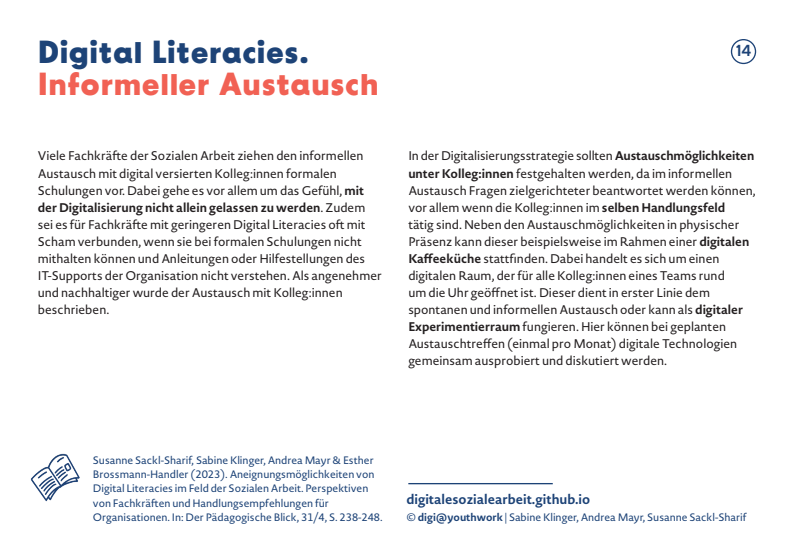 Digital Literacies.
Informeller Austausch
14
Viele Fachkräfte der Sozialen Arbeit ziehen den informellen
Austausch mit digital versierten Kolleg:innen formalen
Schulungen vor. Dabei gehe es vor allem um das Gefühl, mit
der Digitalisierung nicht allein gelassen zu werden. Zudem
sei es für Fachkräfte mit geringeren Digital Literacies oft mit
Scham verbunden, wenn sie bei formalen Schulungen nicht
mithalten können und Anleitungen oder Hilfestellungen des
IT-Supports der Organisation nicht verstehen. Als angenehmer
und nachhaltiger wurde der Austausch mit Kolleg:innen
beschrieben.
In der Digitalisierungsstrategie sollten Austauschmöglichkeiten
unter Kolleg:innen festgehalten werden, da im informellen
Austausch Fragen zielgerichteter beantwortet werden können,
vor allem wenn die Kolleg:innen im selben Handlungsfeld
tätig sind. Neben den Austauschmöglichkeiten in physischer
Präsenz kann dieser beispielsweise im Rahmen einer digitalen
Kaffeeküche stattfinden. Dabei handelt es sich um einen
digitalen Raum, der für alle Kolleg:innen eines Teams rund
um die Uhr geöffnet ist. Dieser dient in erster Linie dem
spontanen und informellen Austausch oder kann als digitaler
Experimentierraum fungieren. Hier können bei geplanten
Austauschtreffen (einmal pro Monat) digitale Technologien
gemeinsam ausprobiert und diskutiert werden.
Susanne Sackl-Sharif, Sabine Klinger, Andrea Mayr & Esther
Brossmann-Handler (2023). Aneignungsmöglichkeiten von
Digital Literacies im Feld der Sozialen Arbeit. Perspektiven
von Fachkräften und Handlungsempfehlungen für
Organisationen. In: Der Pädagogische Blick, 31/4, S. 238-248.
digitalesozialearbeit.github.io
© digi@youthwork | Sabine Klinger, Andrea Mayr, Susanne Sackl-Sharif